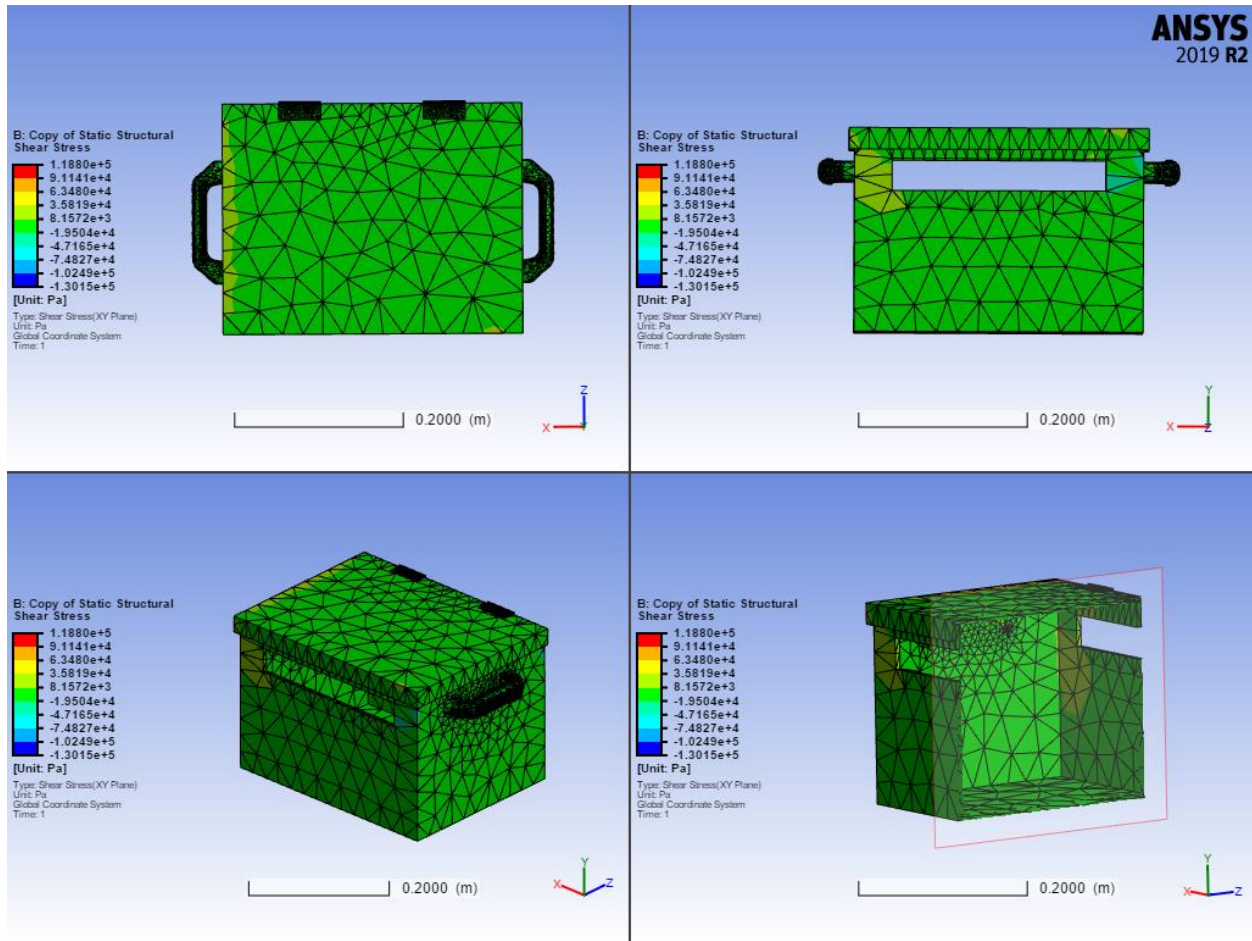 ANSYS
2019 R2
B: Copy of Static Structural
Shear Stress
1.1880e+5
9.1141e+4
6.3480e+4
3.5819e+4
8.1572e+3
-1.9504e+4
-4.7165e+4
-7.4827e+4
-1.0249e+5
-1.3015e+5
[Unit: Pa]
Type: Shear Stress(XY Plane)
Unit: Pa
Global Coordinate System
Time: 1
0.2000 (m)
Z
X
Y
B: Copy of Static Structural
Shear Stress
1.1880e+5
9.1141e+4
6.3480e+4
3.5819e+4
8.1572e+3
-1.9504e+4
-4.7165e+4
-7.4827e+4
-1.0249e+5
-1.3015e+5
[Unit: Pa]
Type: Shear Stress(XY Plane)
Unit: Pa
Global Coordinate System
Time: 1
0.2000 (m)
Y
X
Z
B: Copy of Static Structural
Shear Stress
1.1880e+5
9.1141e+4
6.3480e+4
3.5819e+4
8.1572e+3
-1.9504e+4
-4.7165e+4
-7.4827e+4
-1.0249e+5
-1.3015e+5
[Unit: Pa]
Type: Shear Stress(XY Plane)
Unit: Pa
Global Coordinate System
Time: 1
0.2000 (m)
Y
X
Z
B: Copy of Static Structural
Shear Stress
1.1880e+5
9.1141e+4
6.3480e+4
3.5819e+4
8.1572e+3
-1.9504e+4
-4.7165e+4
-7.4827e+4
-1.0249e+5
-1.3015e+5
[Unit: Pa]
Type: Shear Stress(XY Plane)
Unit: Pa
Global Coordinate System
Time: 1
0.2000 (m)
Y
X
Z